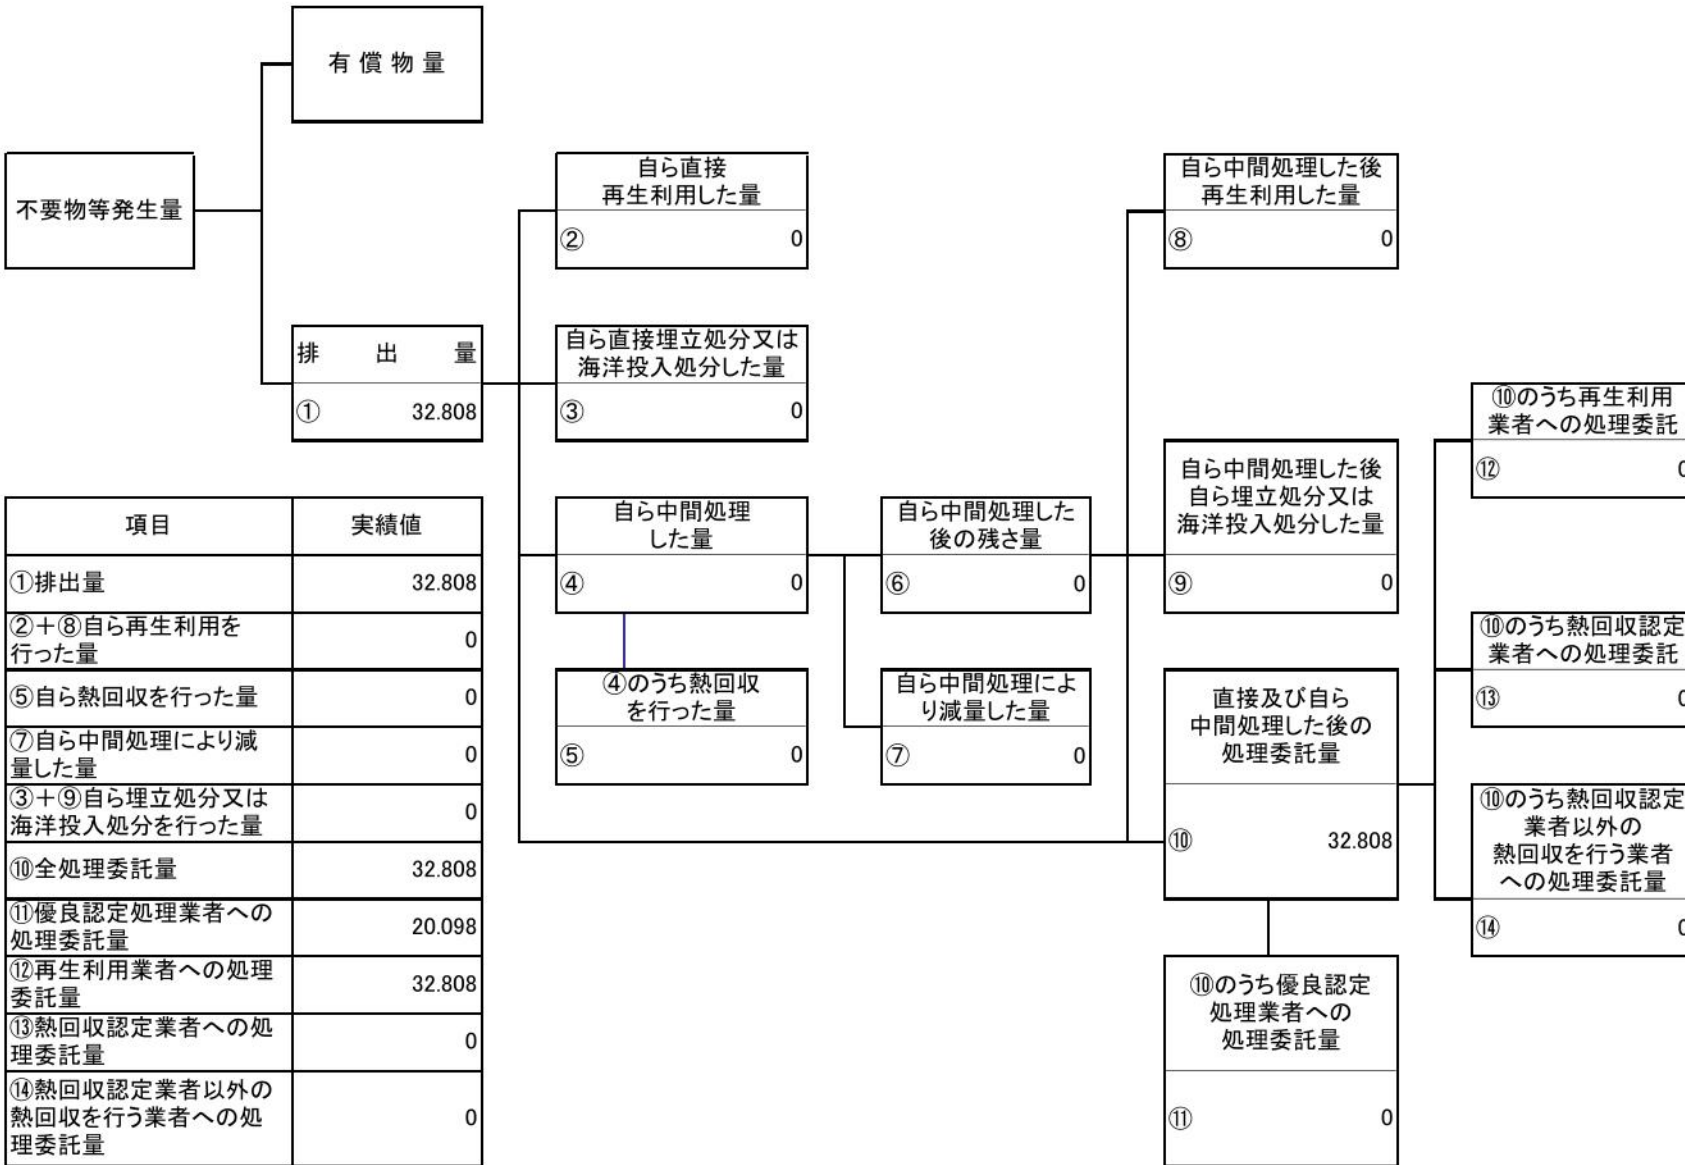 有 償 物 量
不要物等発生量
自ら直接
再生利用した量
② 0
自ら中間処理した後
再生利用した量
⑧ 0
排 出 量
① 32.808
自ら直接埋立処分又は
海洋投入処分した量
③ 0
⑩のうち再生利用
業者への処理委託
⑫ 0
自ら中間処理した後
自ら埋立処分又は
海洋投入処分した量
⑨ 0
自ら中間処理
した量
④ 0
自ら中間処理した
後の残さ量
⑥ 0
⑩のうち熱回収認定
業者への処理委託
⑬ 0
④のうち熱回収
を行った量
⑤ 0
自ら中間処理によ
り減量した量
⑦ 0
直接及び自ら
中間処理した後の
処理委託量
⑩ 32.808
⑩のうち熱回収認定
業者以外の
熱回収を行う業者
への処理委託量
⑭ 0
⑩のうち優良認定
処理業者への
処理委託量
⑪ 0
項目 実績値
①排出量 32.808
②+⑧自ら再生利用を
行った量 0
⑤自ら熱回収を行った量 0
⑦自ら中間処理により減
量した量 0
③+⑨自ら埋立処分又は
海洋投入処分を行った量 0
⑩全処理委託量 32.808
⑪優良認定処理業者への
処理委託量 20.098
⑫再生利用業者への処理
委託量 32.808
⑬熱回収認定業者への処
理委託量 0
⑭熱回収認定業者以外の
熱回収を行う業者への処
理委託量 0